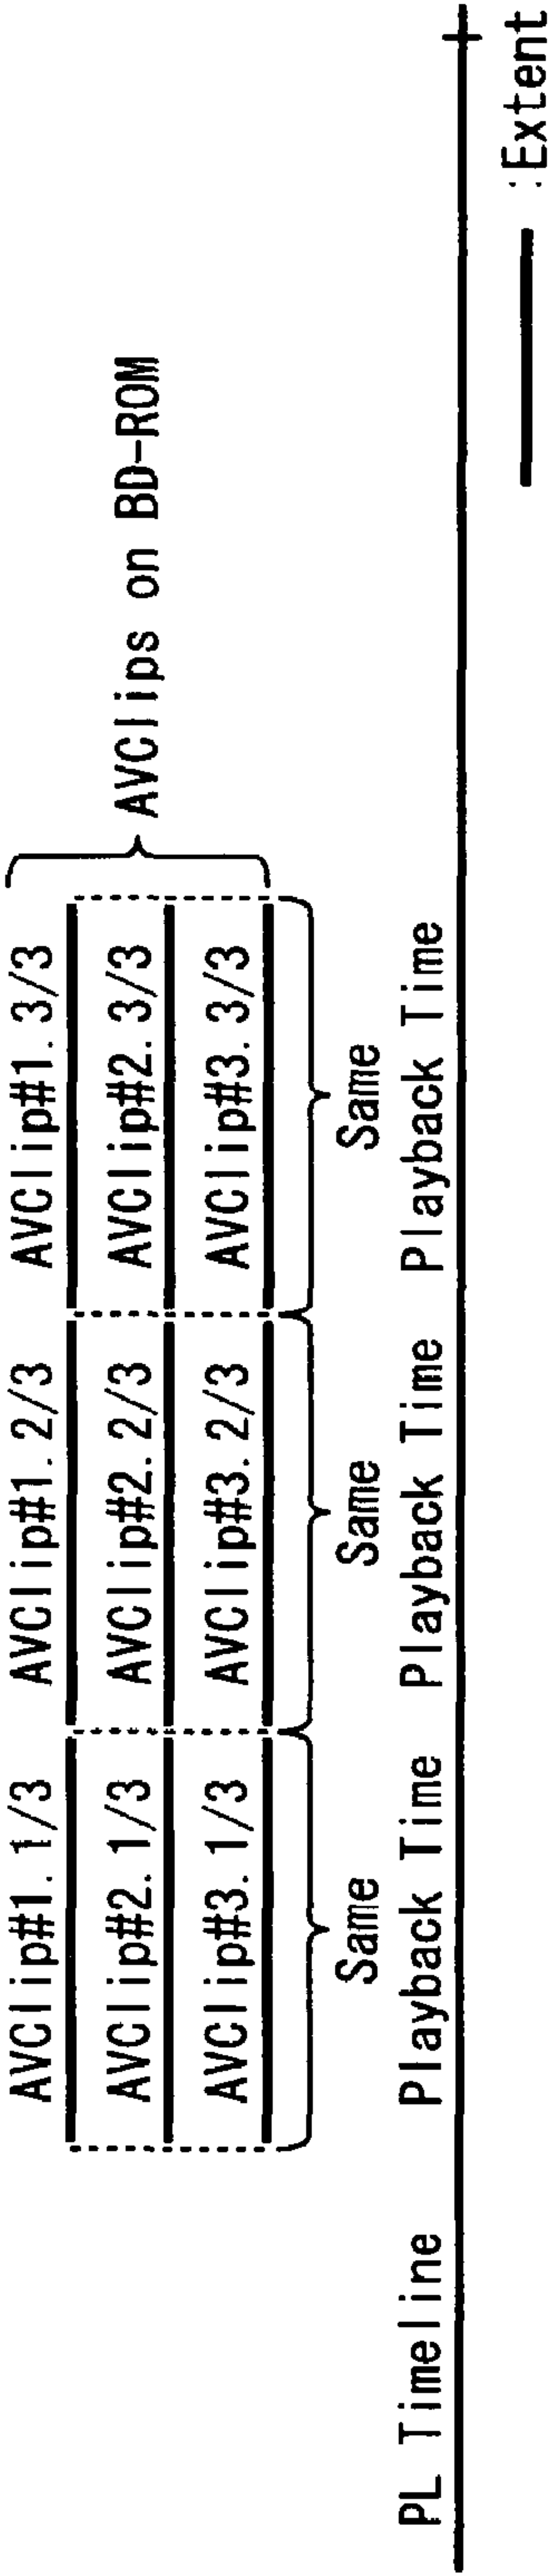 AVClip#1. 1/3 AVClip#1. 2/3 AVClip#1. 3/3
AVClip#2. 1/3 AVClip#2. 2/3 AVClip#2. 3/3
AVClip#3. 1/3 AVClip#3. 2/3 AVClip#3. 3/3
AVClips on BD-ROM
Same Same Same
PL Timeline Playback Time Playback Time Playback Time
:Extent